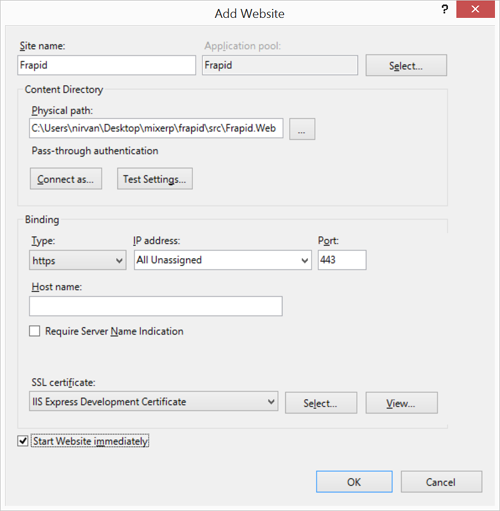 Add Website
? ×
Site name: Application pool:
Frapid Frapid Select...
Content Directory
Physical path:
C:\Users\nirvan\Desktop\mixerp\frapid\src\Frapid.Web ...
Pass-through authentication
Connect as... Test Settings...
Binding
Type: IP address: Port:
https All Unassigned 443
Host name:
Require Server Name Indication
SSL certificate:
IIS Express Development Certificate Select... View...
Start Website immediately
OK Cancel